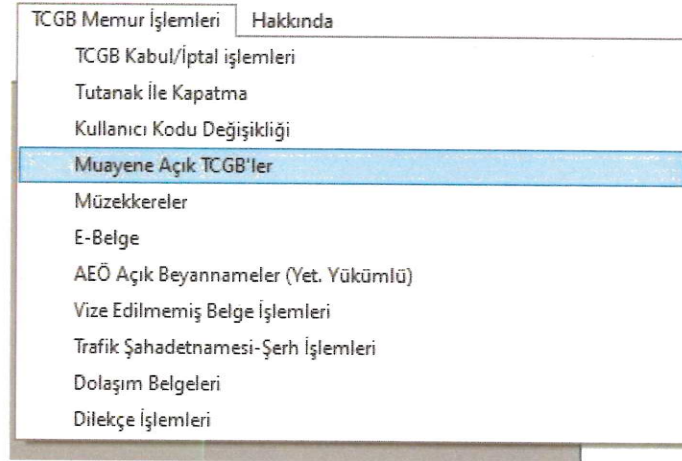 TCGB Memur İşlemleri Hakkında
TCGB Kabul/İptal işlemleri
Tutanak İle Kapatma
Kullanıcı Kodu Değişikliği
Muayene Açık TCGB'ler
Müzekkereler
E-Belge
AEÖ Açık Beyannameler (Yet. Yükümlü)
Vize Edilmemiş Belge İşlemleri
Trafik Şahadetnamesi-Şerh İşlemleri
Dolaşım Belgeleri
Dilekçe İşlemleri